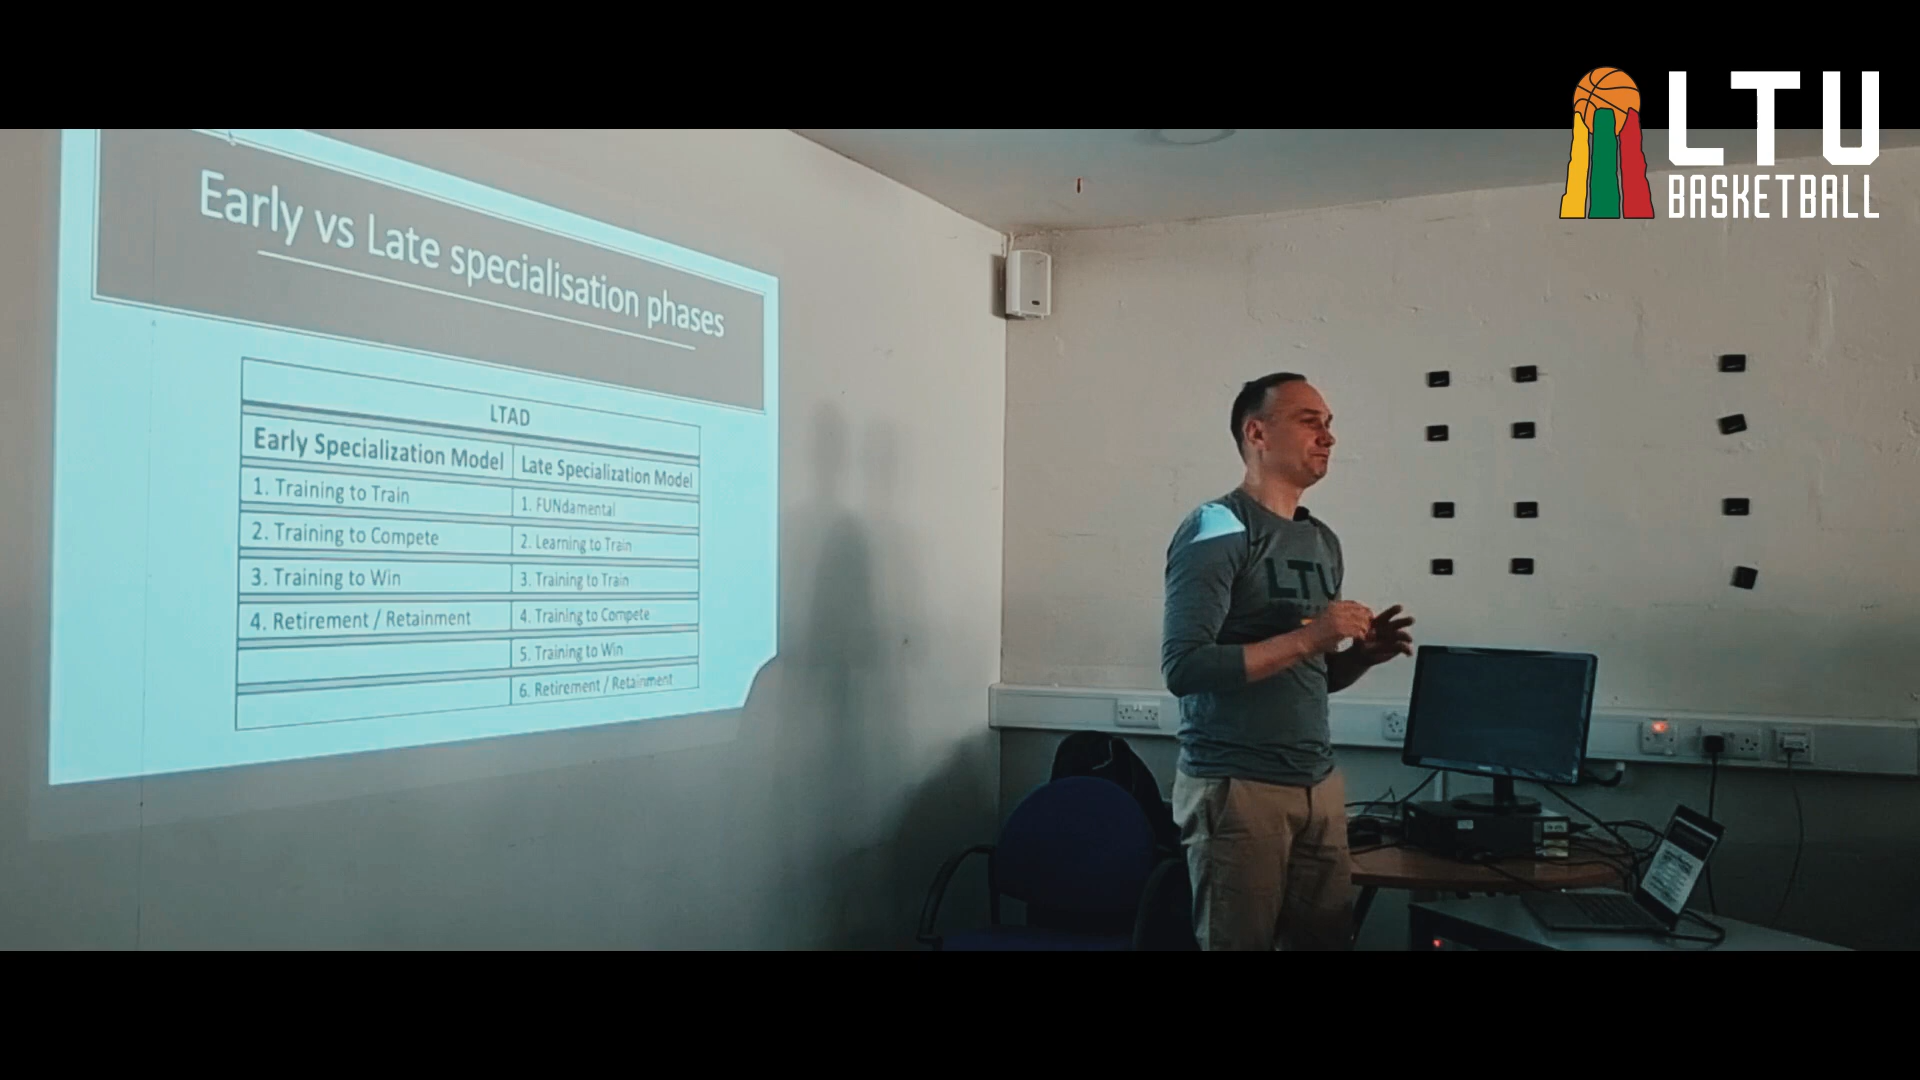 LTU
BASKETBALL
Early vs Late specialisation phases
LTAD
Early Specialization Model
Late Specialization Model
1. Training to Train
1. FUNdamental
2. Training to Compete
2. Learning to Train
3. Training to Win
3. Training to Train
4. Retirement / Retainment
4. Training to Compete
5. Training to Win
6. Retirement / Retainment
LTU